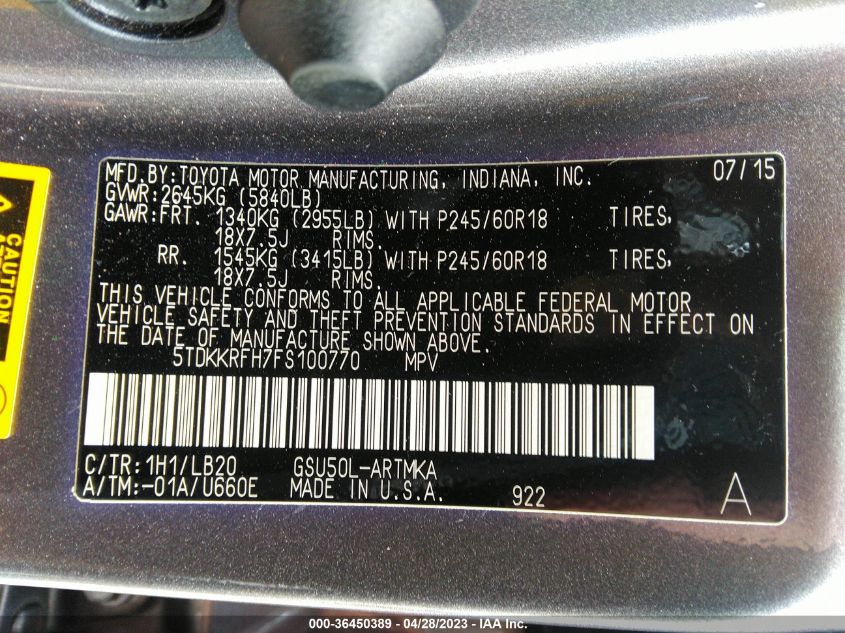 MFD.BY:TOYOTA MOTOR MANUFACTURING, INDIANA, INC. 07/15
GVWR:2645KG (5840LB)
GAWR:FRT. 1340KG (2955LB) WITH P245/60R18 TIRES,
18X7.5J RIMS.
RR. 1545KG (3415LB) WITH P245/60R18 TIRES,
18X7.5J RIMS.
THIS VEHICLE CONFORMS TO ALL APPLICABLE FEDERAL MOTOR
VEHICLE SAFETY AND THEFT PREVENTION STANDARDS IN EFFECT ON
THE DATE OF MANUFACTURE SHOWN ABOVE.
5TDKKRFH7FS100770 MPV
C/TR:1H1/LB20 GSU50L-ARTMKA
A/TM:-01A/U660E MADE IN U.S.A. 922 A
CAUTION
000-36450389 - 04/28/2023 - IAA Inc.